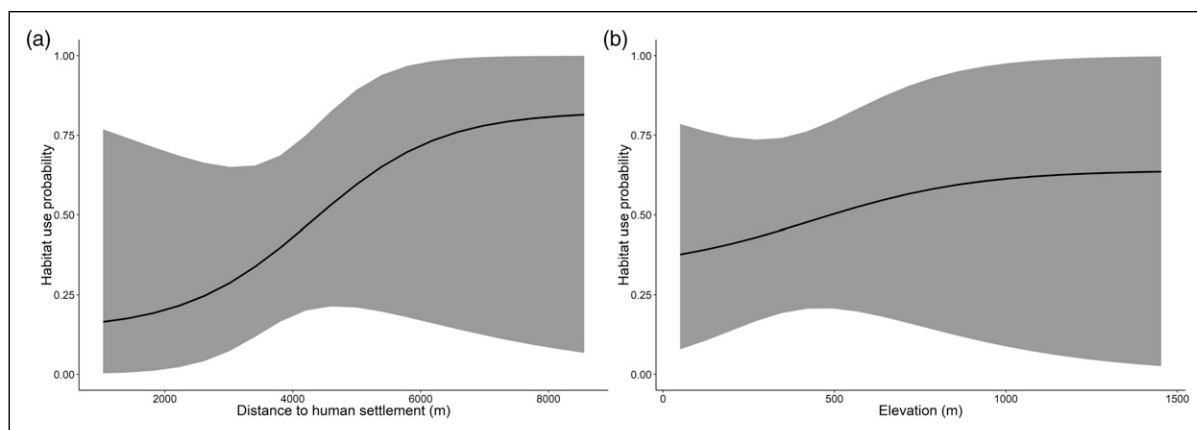 (a)
1.00
0.75
0.50
0.25
0.00
Habitat use probability
2000 4000 6000 8000
Distance to human settlement (m)
(b)
1.00
0.75
0.50
0.25
0.00
Habitat use probability
0 500 1000 1500
Elevation (m)